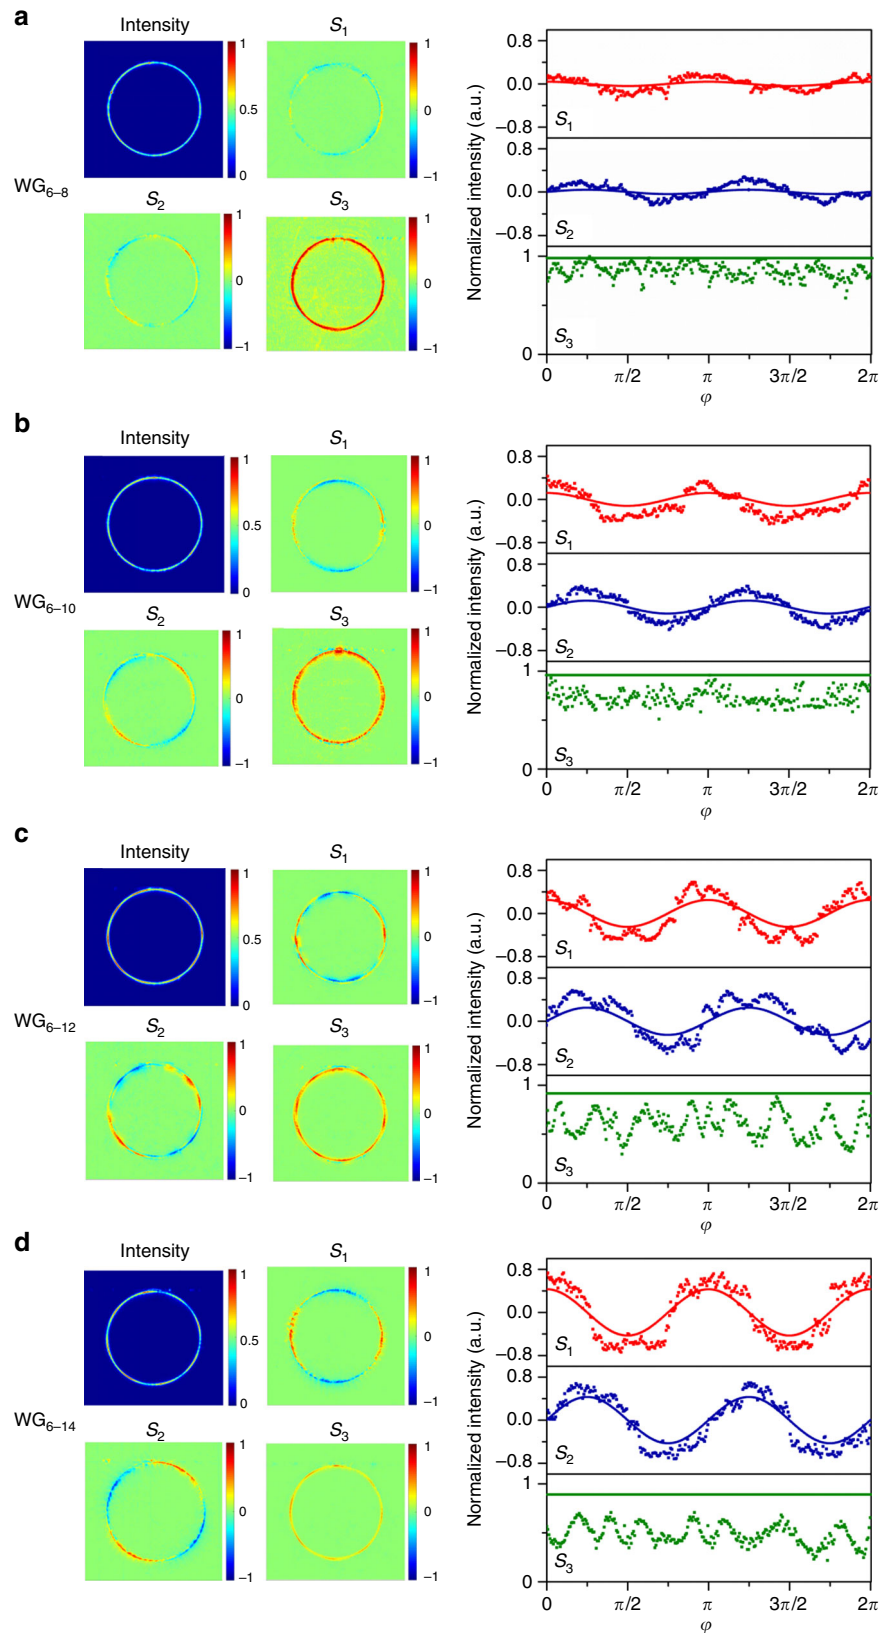 a
Intensity
S1
1
0.5
0
1
0
−1
WG6–8
S2
S3
1
0
−1
1
0
−1
Normalized intensity (a.u.)
0.8
0.0
−0.8
S1
0.8
0.0
−0.8
S2
1
0
S3
0 π/2 π 3π/2 2π
φ
b
Intensity
S1
1
0.5
0
1
0
−1
WG6–10
S2
S3
1
0
−1
1
0
−1
Normalized intensity (a.u.)
0.8
0.0
−0.8
S1
0.8
0.0
−0.8
S2
1
0
S3
0 π/2 π 3π/2 2π
φ
c
Intensity
S1
1
0.5
0
1
0
−1
WG6–12
S2
S3
1
0
−1
1
0
−1
Normalized intensity (a.u.)
0.8
0.0
−0.8
S1
0.8
0.0
−0.8
S2
1
0
S3
0 π/2 π 3π/2 2π
φ
d
Intensity
S1
1
0.5
0
1
0
−1
WG6–14
S2
S3
1
0
−1
1
0
−1
Normalized intensity (a.u.)
0.8
0.0
−0.8
S1
0.8
0.0
−0.8
S2
1
0
S3
0 π/2 π 3π/2 2π
φ